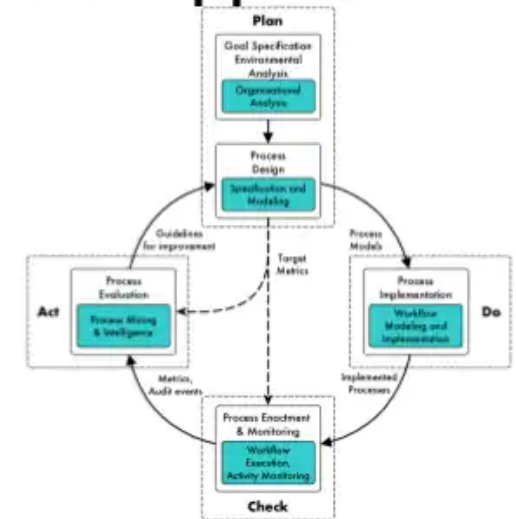 Plan
Goal Specification
Environmental
Analysis
Organisational
Analysis
Process
Design
Specification and
Modeling
Guidelines
for improvement
Process
Models
Target
Metrics
Act
Process
Evaluation
Process Mining
& Intelligence
Process
Implementation
Workflow
Modeling and
Implementation
Do
Metrics,
Audit events
Implemented
Processes
Process Enactment
& Monitoring
Workflow
Execution,
Activity Monitoring
Check